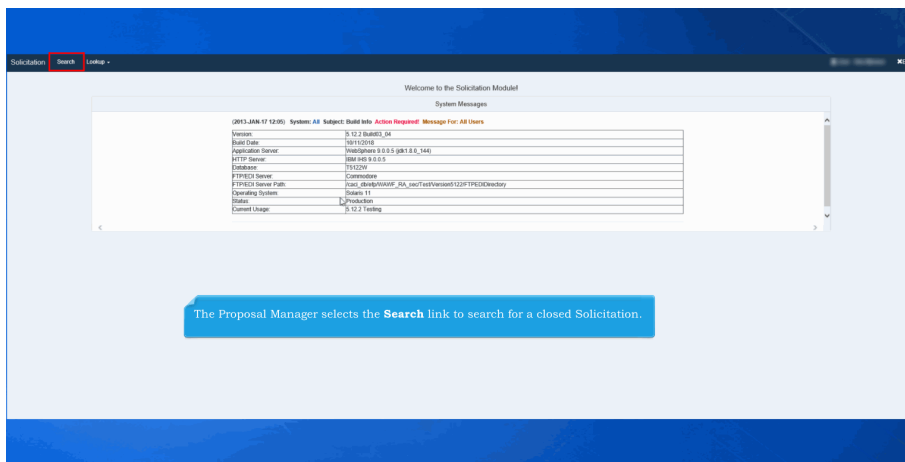 Solicitation Search Lookup
Welcome to the Solicitation Module!
System Messages
(2013-JAN-17 12:05) System: All Subject: Build Info Action Required! Message For: All Users
Version: 5.12.2 Build03_04
Build Date: 10/11/2018
Application Server: WebSphere 9.0.0.5 (jdk1.8.0_144)
HTTP Server: IBM IHS 9.0.0.5
Database: T5122W
FTP/EDI Server: Commodore
FTP/EDI Server Path: /caci_db/efp/WAWF_RA_sec/Test/Version5122/FTPEDIDirectory
Operating System: Solaris 11
Status: Production
Current Usage: 5.12.2 Testing
The Proposal Manager selects the Search link to search for a closed Solicitation.